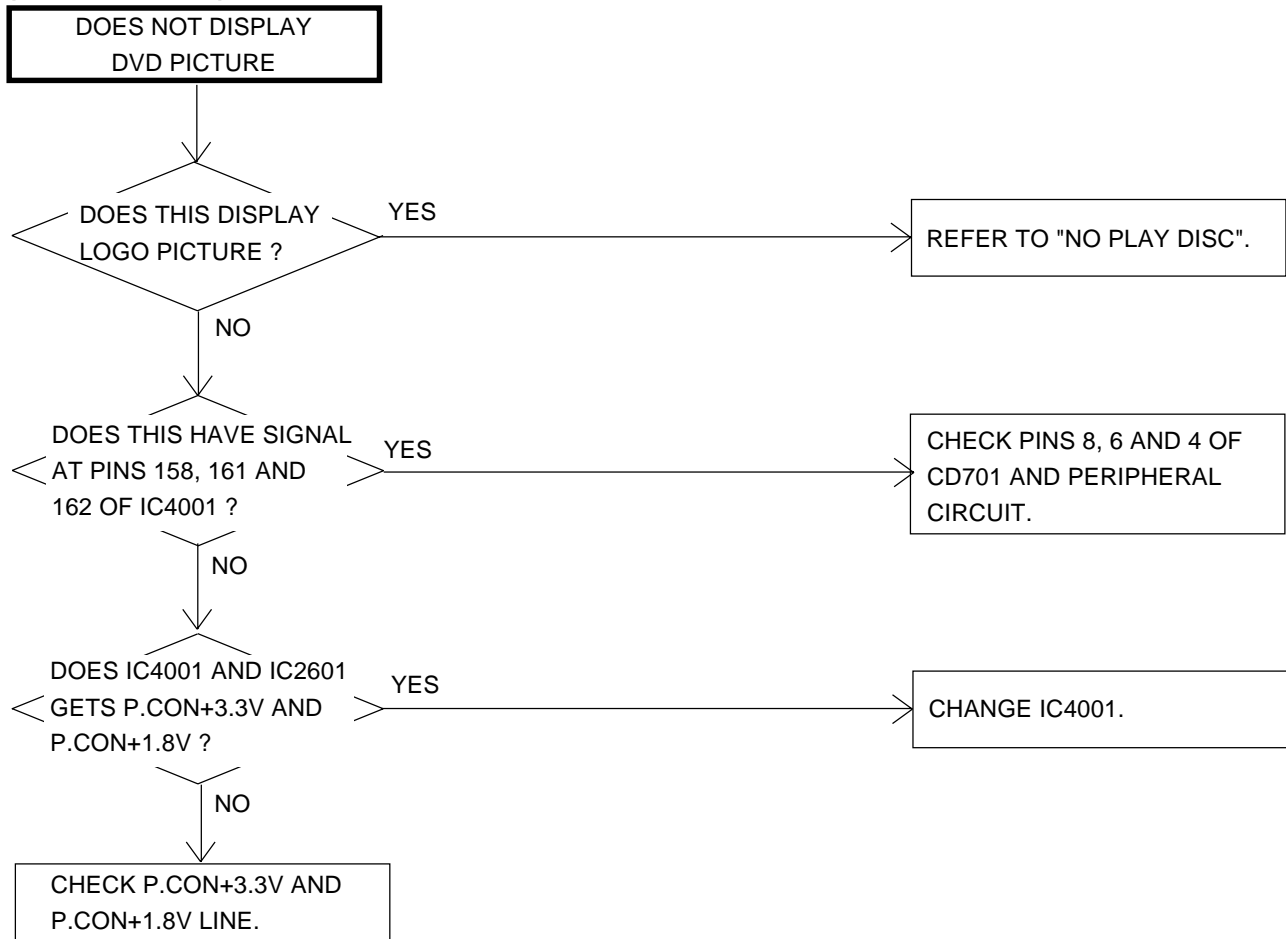 DOES NOT DISPLAY
DVD PICTURE
DOES THIS DISPLAY
LOGO PICTURE ?
YES
REFER TO "NO PLAY DISC".
NO
DOES THIS HAVE SIGNAL
AT PINS 158, 161 AND
162 OF IC4001 ?
YES
CHECK PINS 8, 6 AND 4 OF
CD701 AND PERIPHERAL
CIRCUIT.
NO
DOES IC4001 AND IC2601
GETS P.CON+3.3V AND
P.CON+1.8V ?
YES
CHANGE IC4001.
NO
CHECK P.CON+3.3V AND
P.CON+1.8V LINE.